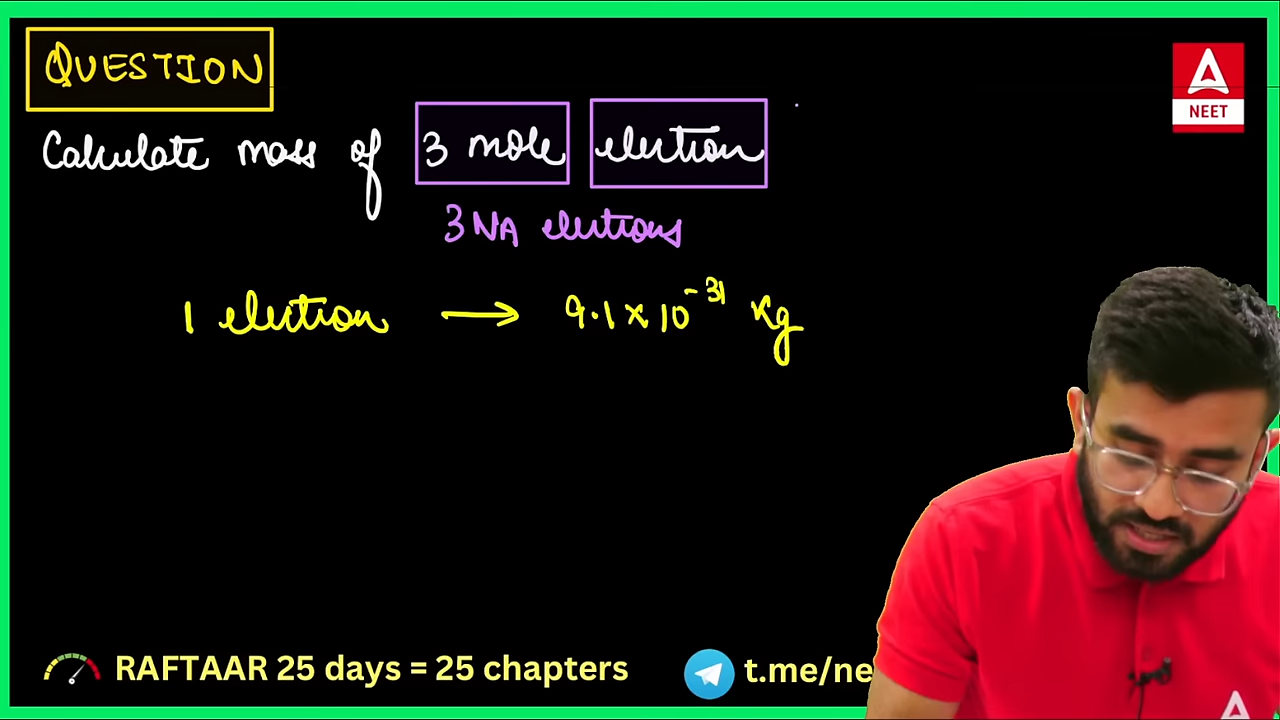 QUESTION
NEET
Calculate mass of 3 mole electron
3 NA electrons
1 electron → 9.1 x 10⁻³¹ Kg
RAFTAAR 25 days = 25 chapters
t.me/ne